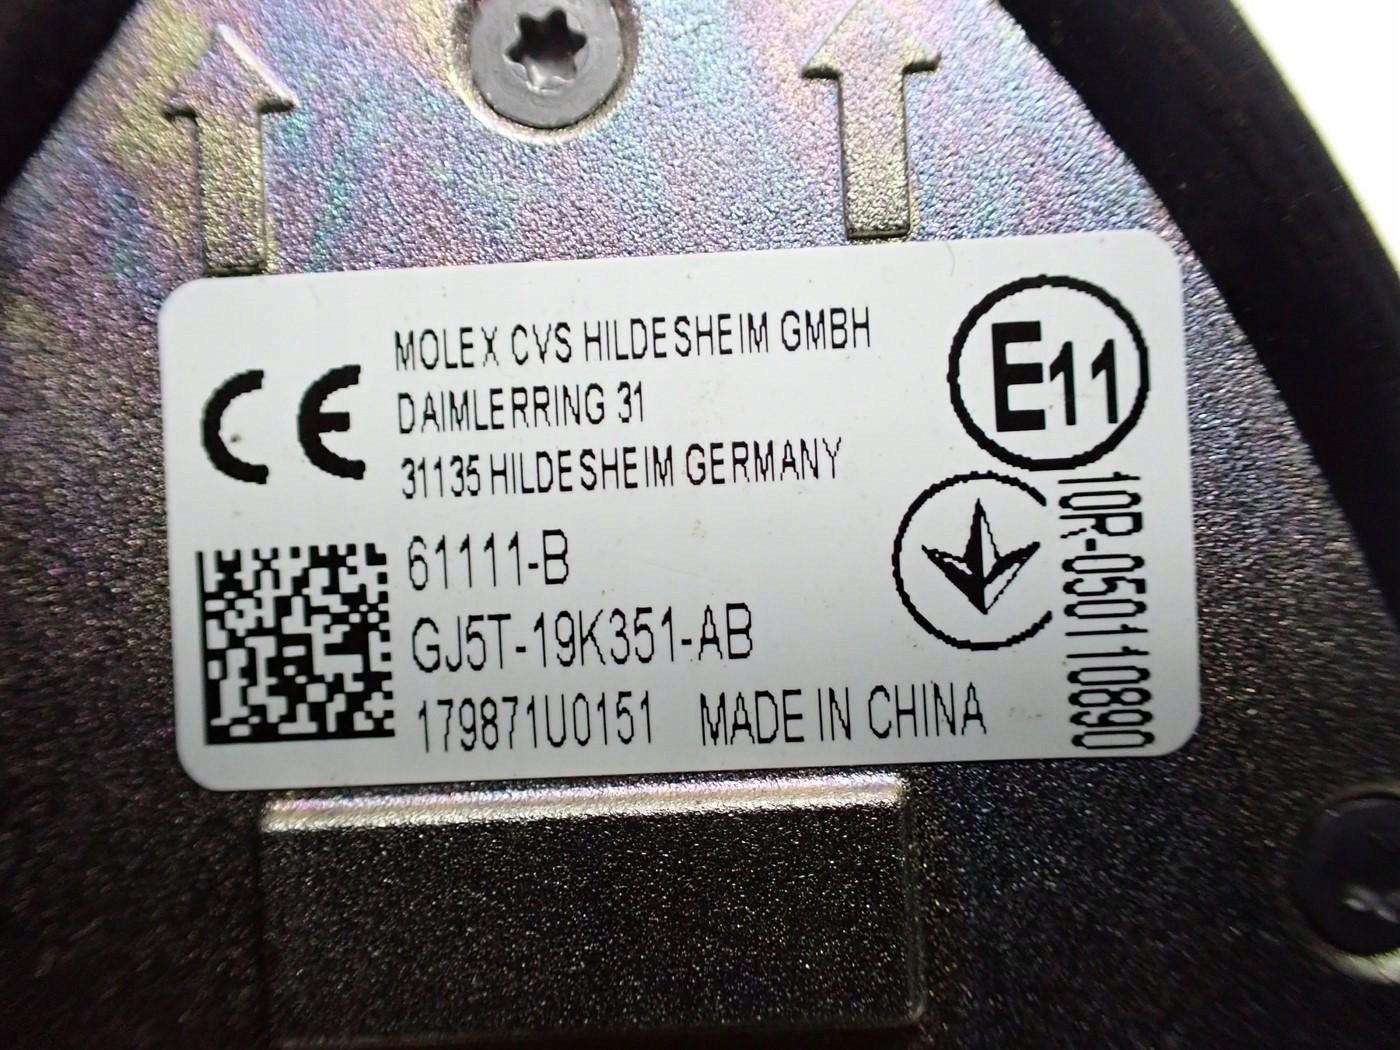 CE
MOLEX CVS HILDESHEIM GMBH
DAIMLERRING 31
31135 HILDESHEIM GERMANY
61111-B
GJ5T-19K351-AB
179871U0151 MADE IN CHINA
E11
10R-050110890